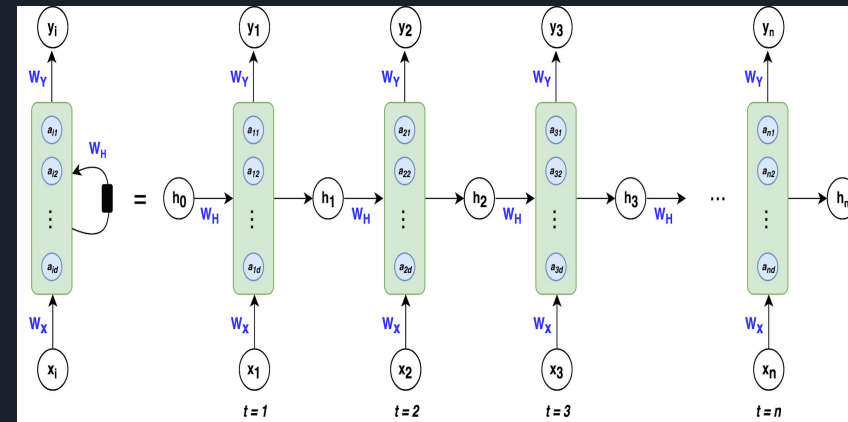 yi y1 y2 y3 yn
WY WY WY WY WY
ai1 a11 a21 a31 an1
WH
ai2 a12 a22 a32 an2
= h0 h1 h2 h3 ... hn
⋮ ⋮ ⋮ ⋮ ⋮
WH WH WH WH
aid a1d a2d a3d and
WX WX WX WX WX
xi x1 x2 x3 xn
t = 1 t = 2 t = 3 t = n